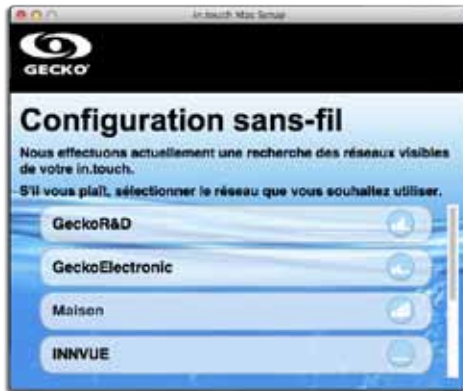 in.touch Mac Setup
GECKO
Configuration sans-fil
Nous effectuons actuellement une recherche des réseaux visibles
de votre in.touch.
S'il vous plaît, sélectionner le réseau que vous souhaitez utiliser.
GeckoR&D
GeckoElectronic
Maison
INNVUE